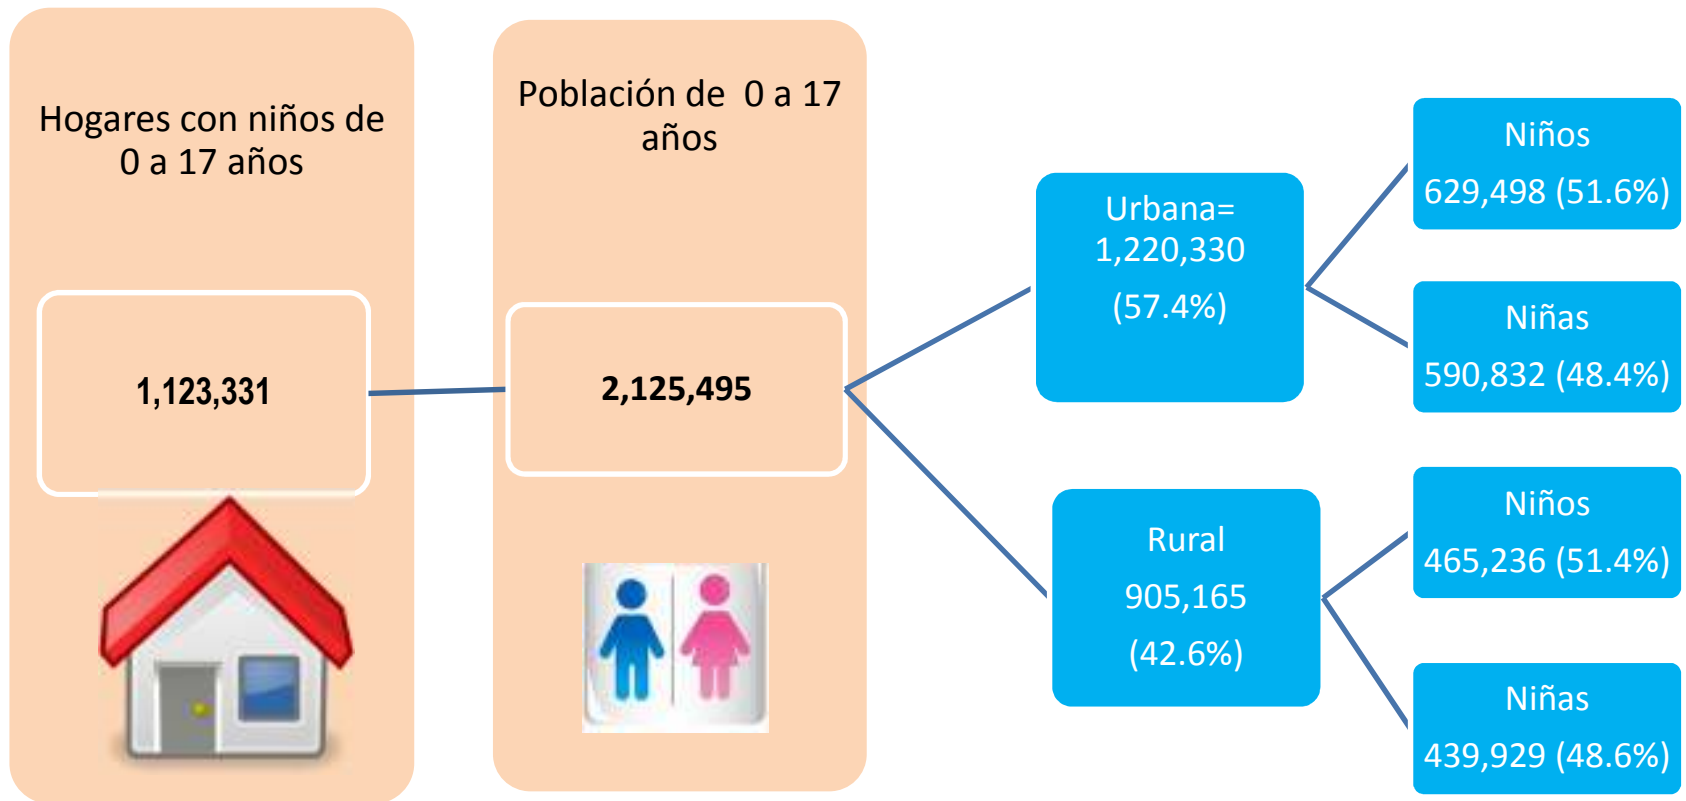 Hogares con niños de
0 a 17 años
1,123,331
Población de 0 a 17
años
2,125,495
Urbana=
1,220,330
(57.4%)
Rural
905,165
(42.6%)
Niños
629,498 (51.6%)
Niñas
590,832 (48.4%)
Niños
465,236 (51.4%)
Niñas
439,929 (48.6%)